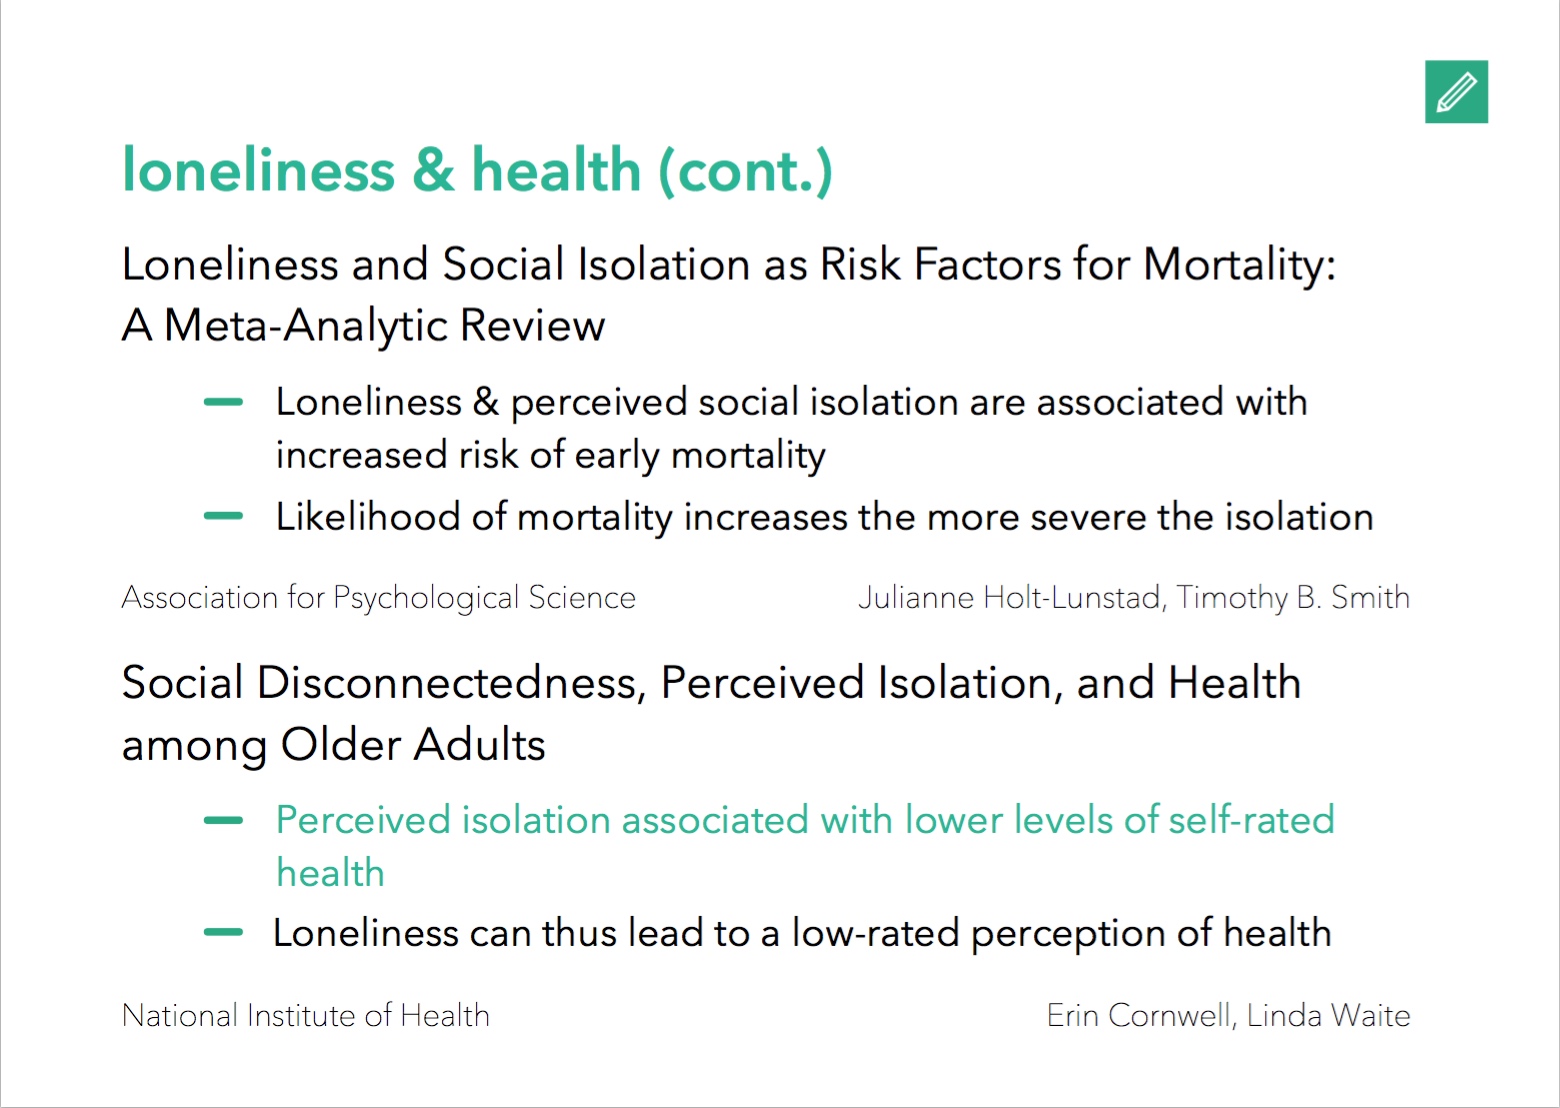 loneliness & health (cont.)
Loneliness and Social Isolation as Risk Factors for Mortality:
A Meta-Analytic Review
Loneliness & perceived social isolation are associated with
increased risk of early mortality
Likelihood of mortality increases the more severe the isolation
Association for Psychological Science
Julianne Holt-Lunstad, Timothy B. Smith
Social Disconnectedness, Perceived Isolation, and Health
among Older Adults
Perceived isolation associated with lower levels of self-rated
health
Loneliness can thus lead to a low-rated perception of health
National Institute of Health
Erin Cornwell, Linda Waite